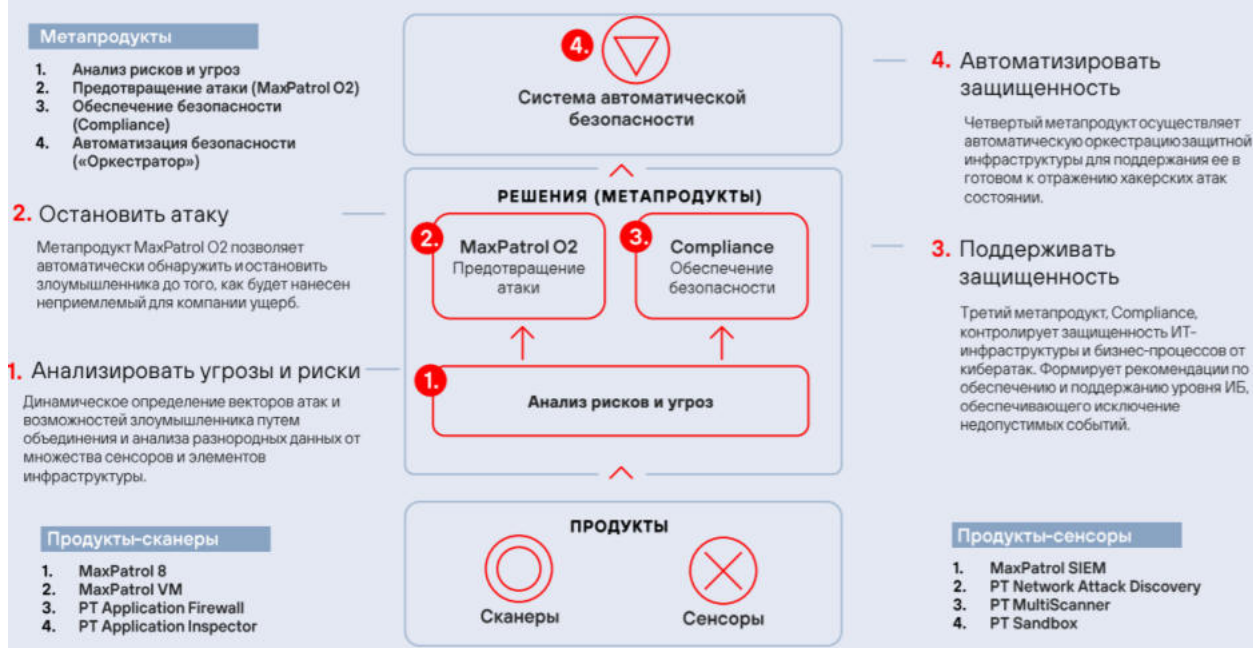 Метапродукты
1. Анализ рисков и угроз
2. Предотвращение атаки (MaxPatrol O2)
3. Обеспечение безопасности
(Compliance)
4. Автоматизация безопасности
(«Оркестратор»)
2. Остановить атаку
Метапродукт MaxPatrol O2 позволяет
автоматически обнаружить и остановить
злоумышленника до того, как будет нанесен
неприемлемый для компании ущерб.
1. Анализировать угрозы и риски
Динамическое определение векторов атак и
возможностей злоумышленника путем
объединения и анализа разнородных данных от
множества сенсоров и элементов
инфраструктуры.
Продукты-сканеры
1. MaxPatrol 8
2. MaxPatrol VM
3. PT Application Firewall
4. PT Application Inspector
4.
Система автоматической
безопасности
РЕШЕНИЯ (МЕТАПРОДУКТЫ)
2.
MaxPatrol O2
Предотвращение
атаки
3.
Compliance
Обеспечение
безопасности
1.
Анализ рисков и угроз
ПРОДУКТЫ
Сканеры
Сенсоры
4. Автоматизировать
защищенность
Четвертый метапродукт осуществляет
автоматическую оркестрацию защитной
инфраструктуры для поддержания ее в
готовом к отражению хакерских атак
состоянии.
3. Поддерживать
защищенность
Третий метапродукт, Compliance,
контролирует защищенность ИТ-
инфраструктуры и бизнес-процессов от
кибератак. Формирует рекомендации по
обеспечению и поддержанию уровня ИБ,
обеспечивающего исключение
недопустимых событий.
Продукты-сенсоры
1. MaxPatrol SIEM
2. PT Network Attack Discovery
3. PT MultiScanner
4. PT Sandbox